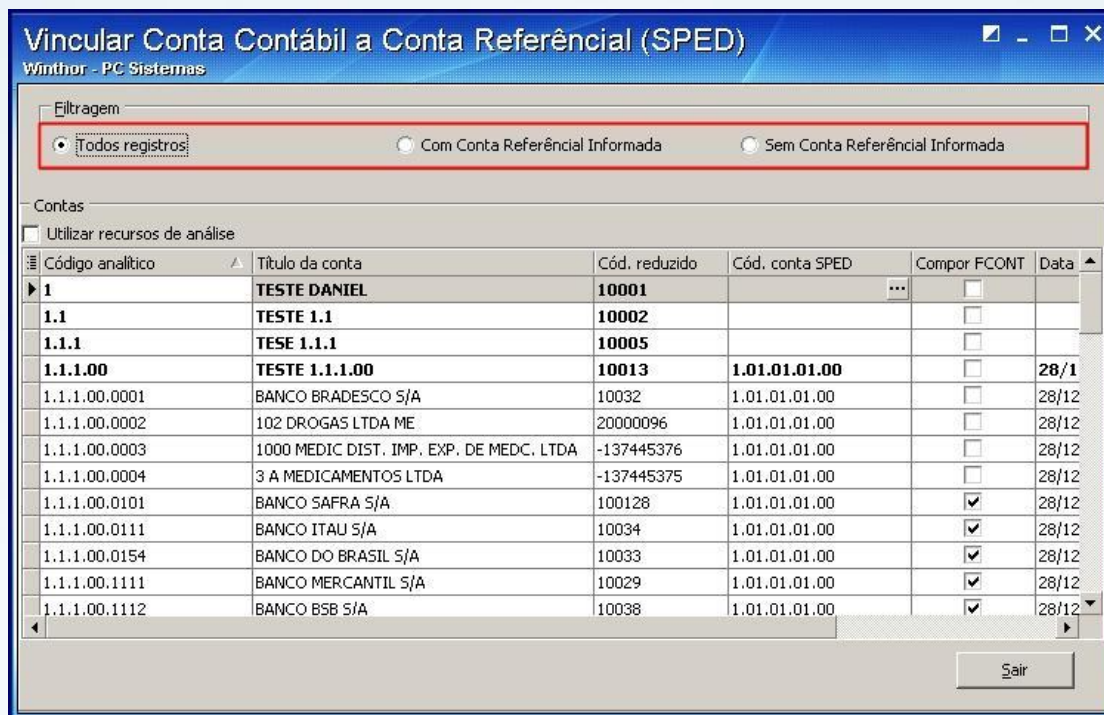 Vincular Conta Contábil a Conta Referêncial (SPED)
Winthor - PC Sistemas
Filtragem
Todos registros Com Conta Referêncial Informada Sem Conta Referêncial Informada
Contas
Utilizar recursos de análise
Código analítico Título da conta Cód. reduzido Cód. conta SPED Compor FCONT Data
1 TESTE DANIEL 10001 ...
1.1 TESTE 1.1 10002
1.1.1 TESE 1.1.1 10005
1.1.1.00 TESTE 1.1.1.00 10013 1.01.01.01.00 28/1
1.1.1.00.0001 BANCO BRADESCO S/A 10032 1.01.01.01.00 28/12
1.1.1.00.0002 102 DROGAS LTDA ME 20000096 1.01.01.01.00 28/12
1.1.1.00.0003 1000 MEDIC DIST. IMP. EXP. DE MEDC. LTDA -137445376 1.01.01.01.00 28/12
1.1.1.00.0004 3 A MEDICAMENTOS LTDA -137445375 1.01.01.01.00 28/12
1.1.1.00.0101 BANCO SAFRA S/A 100128 1.01.01.01.00 28/12
1.1.1.00.0111 BANCO ITAU S/A 10034 1.01.01.01.00 28/12
1.1.1.00.0154 BANCO DO BRASIL S/A 10033 1.01.01.01.00 28/12
1.1.1.00.1111 BANCO MERCANTIL S/A 10029 1.01.01.01.00 28/12
1.1.1.00.1112 BANCO BSB S/A 10038 1.01.01.01.00 28/12
Sair